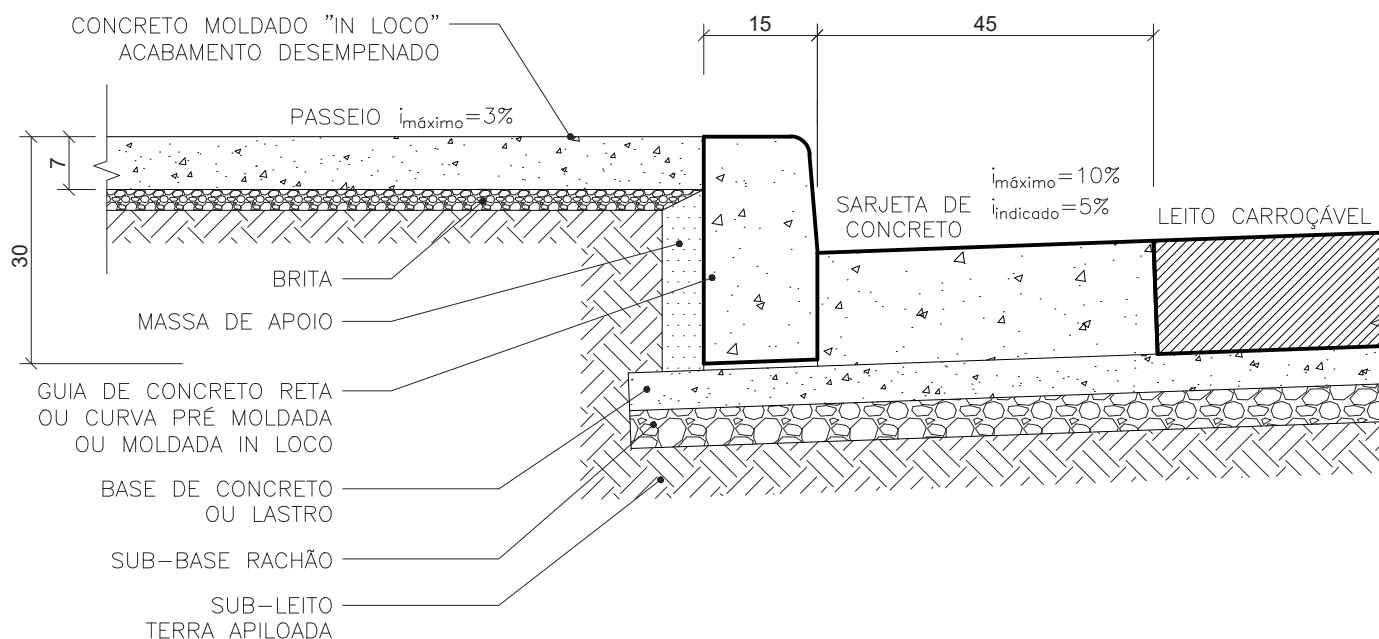 CONCRETO MOLDADO "IN LOCO"
ACABAMENTO DESEMPENADO
15
45
PASSEIO imáximo=3%
7
30
imáximo=10%
iindicado=5%
SARJETA DE
CONCRETO
LEITO CARROÇÁVEL
BRITA
MASSA DE APOIO
GUIA DE CONCRETO RETA
OU CURVA PRÉ MOLDADA
OU MOLDADA IN LOCO
BASE DE CONCRETO
OU LASTRO
SUB-BASE RACHÃO
SUB-LEITO
TERRA APILOADA